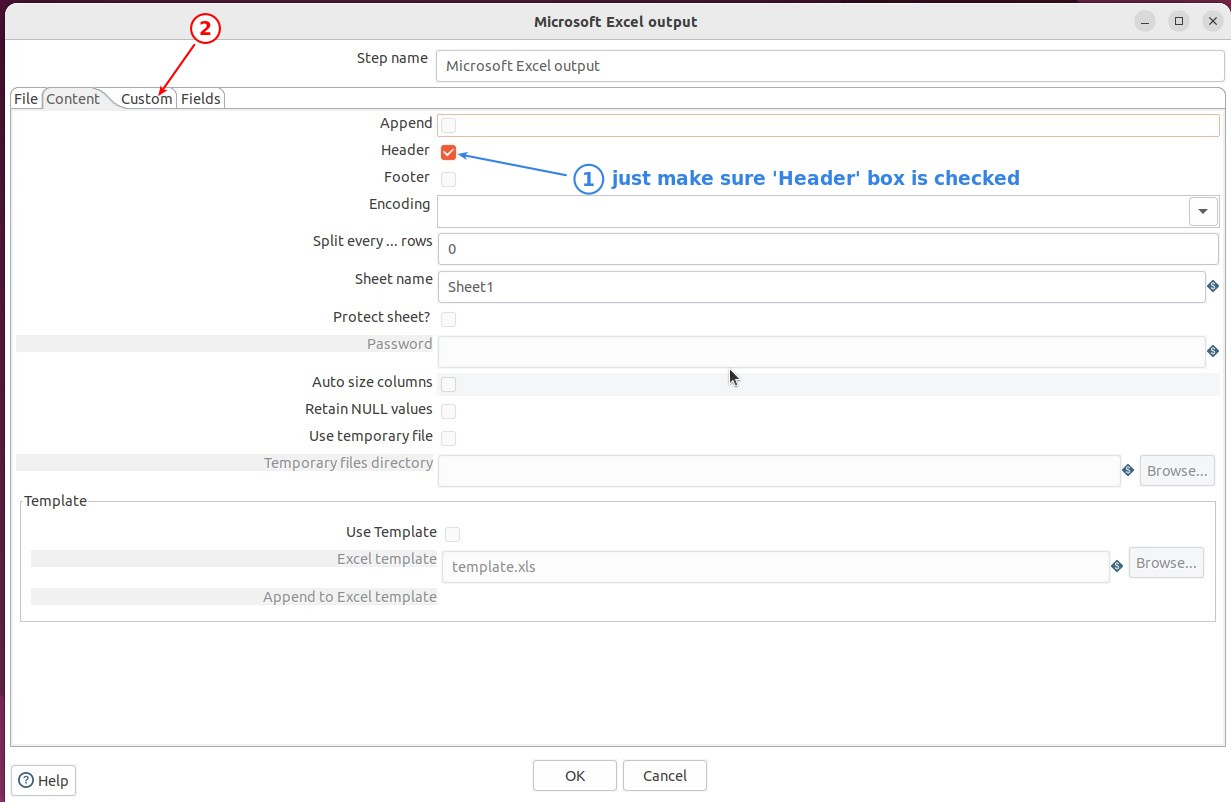 Microsoft Excel output
2
Step name Microsoft Excel output
File Content Custom Fields
Append
Header
1 just make sure 'Header' box is checked
Footer
Encoding
Split every ... rows 0
Sheet name Sheet1
Protect sheet?
Password
Auto size columns
Retain NULL values
Use temporary file
Temporary files directory Browse...
Template
Use Template
Excel template template.xls Browse...
Append to Excel template
Help OK Cancel